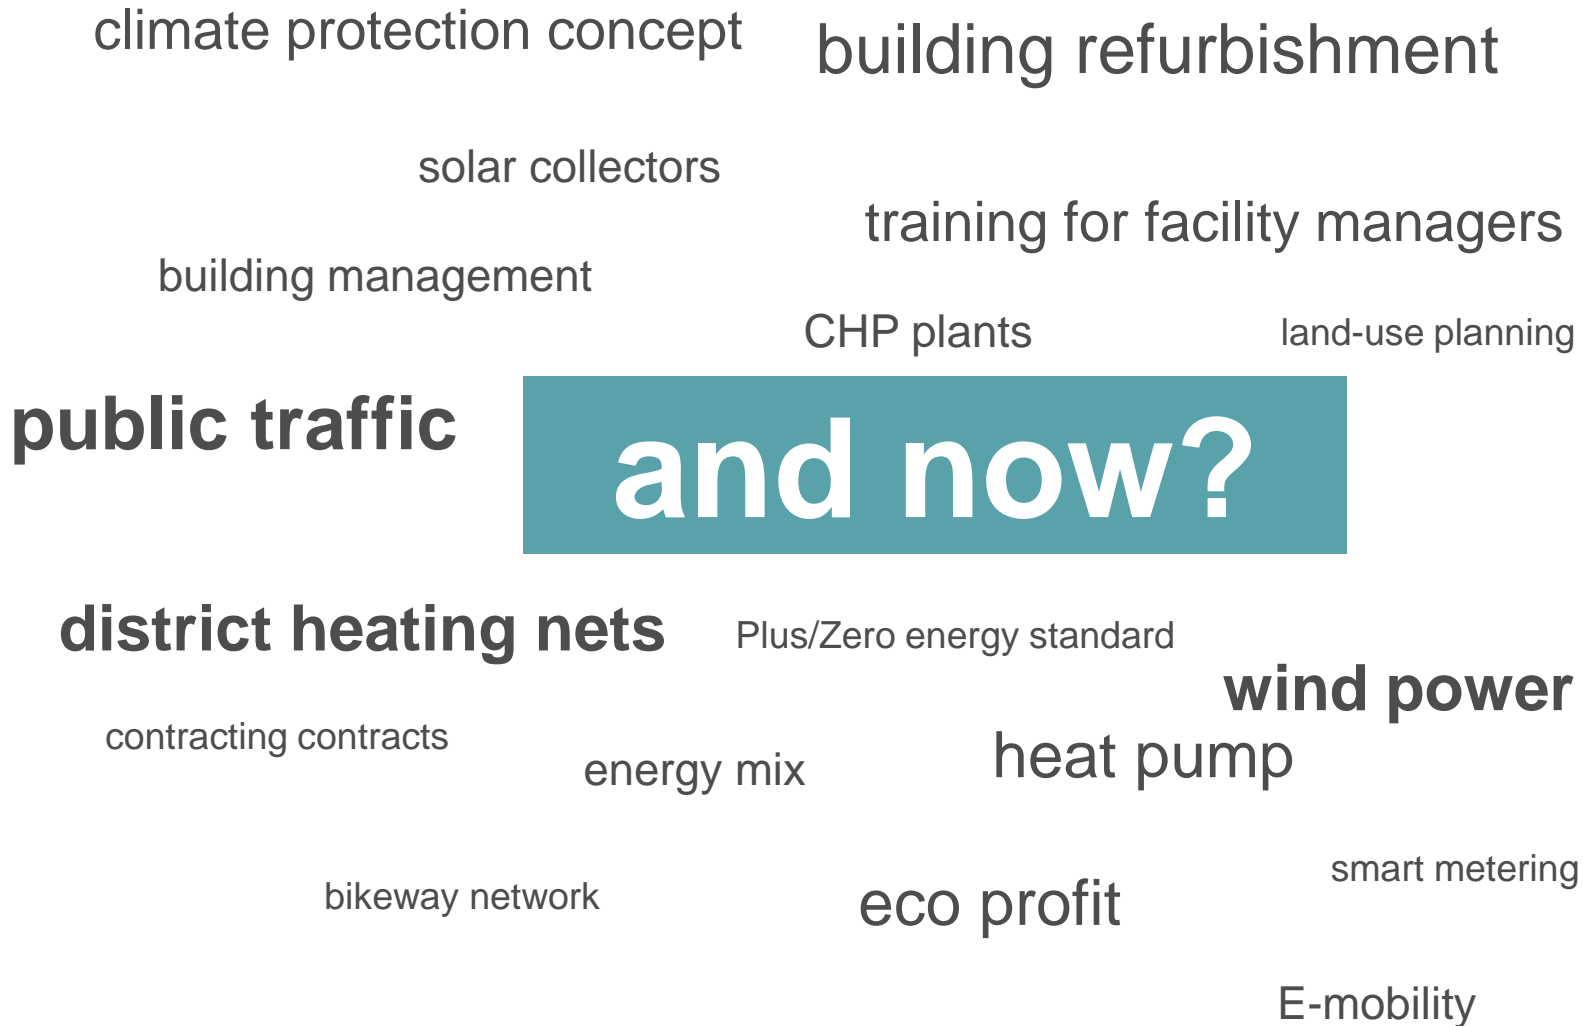 climate protection concept
building refurbishment
solar collectors
training for facility managers
building management
CHP plants
land-use planning
public traffic
and now?
district heating nets
Plus/Zero energy standard
wind power
contracting contracts
energy mix
heat pump
smart metering
bikeway network
eco profit
E-mobility